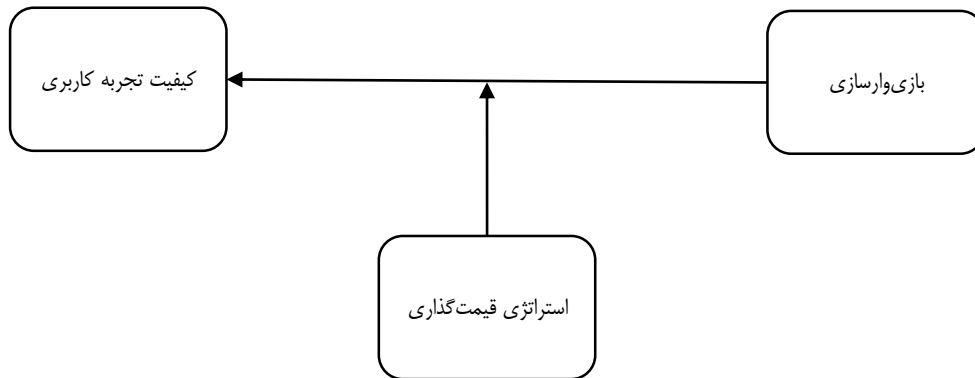 بازی‌وارسازی
کیفیت تجربه کاربری
استراتژی قیمت‌گذاری